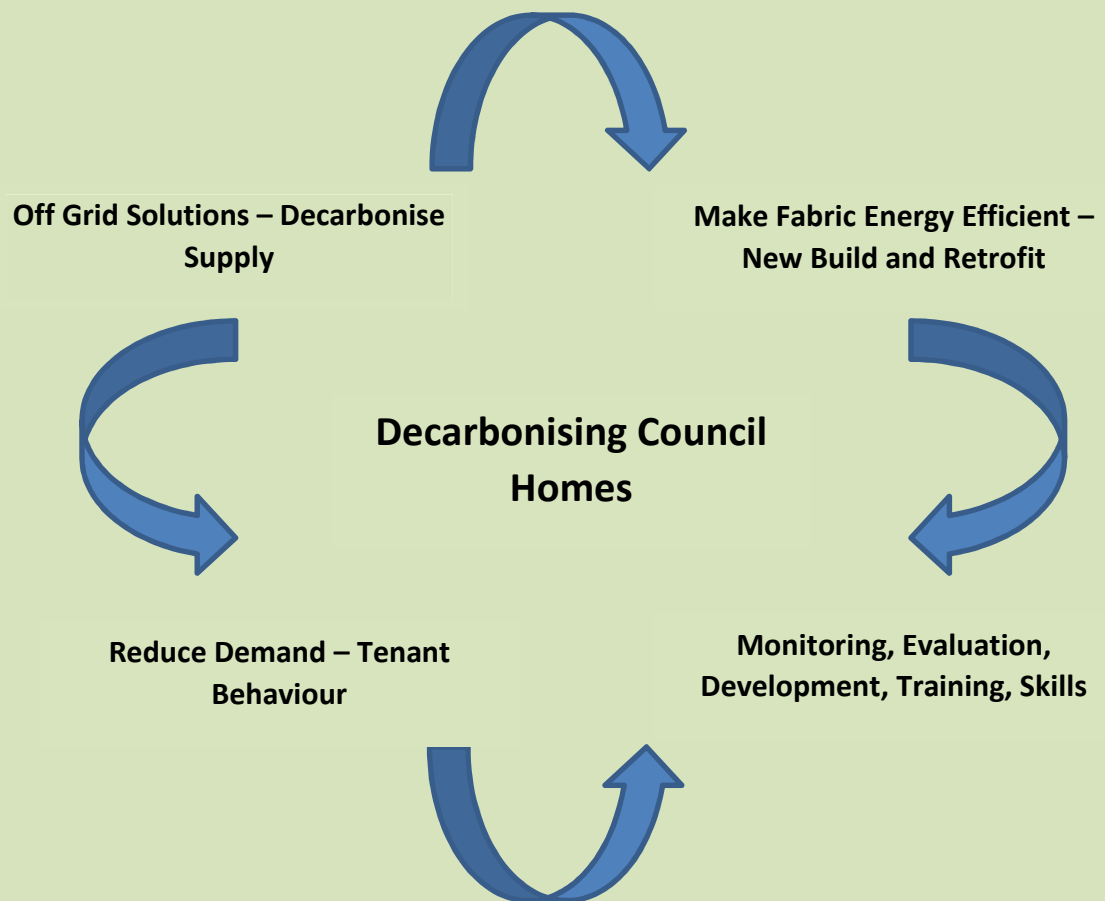 Off Grid Solutions – Decarbonise
Supply
Make Fabric Energy Efficient –
New Build and Retrofit
Decarbonising Council
Homes
Reduce Demand – Tenant
Behaviour
Monitoring, Evaluation,
Development, Training, Skills